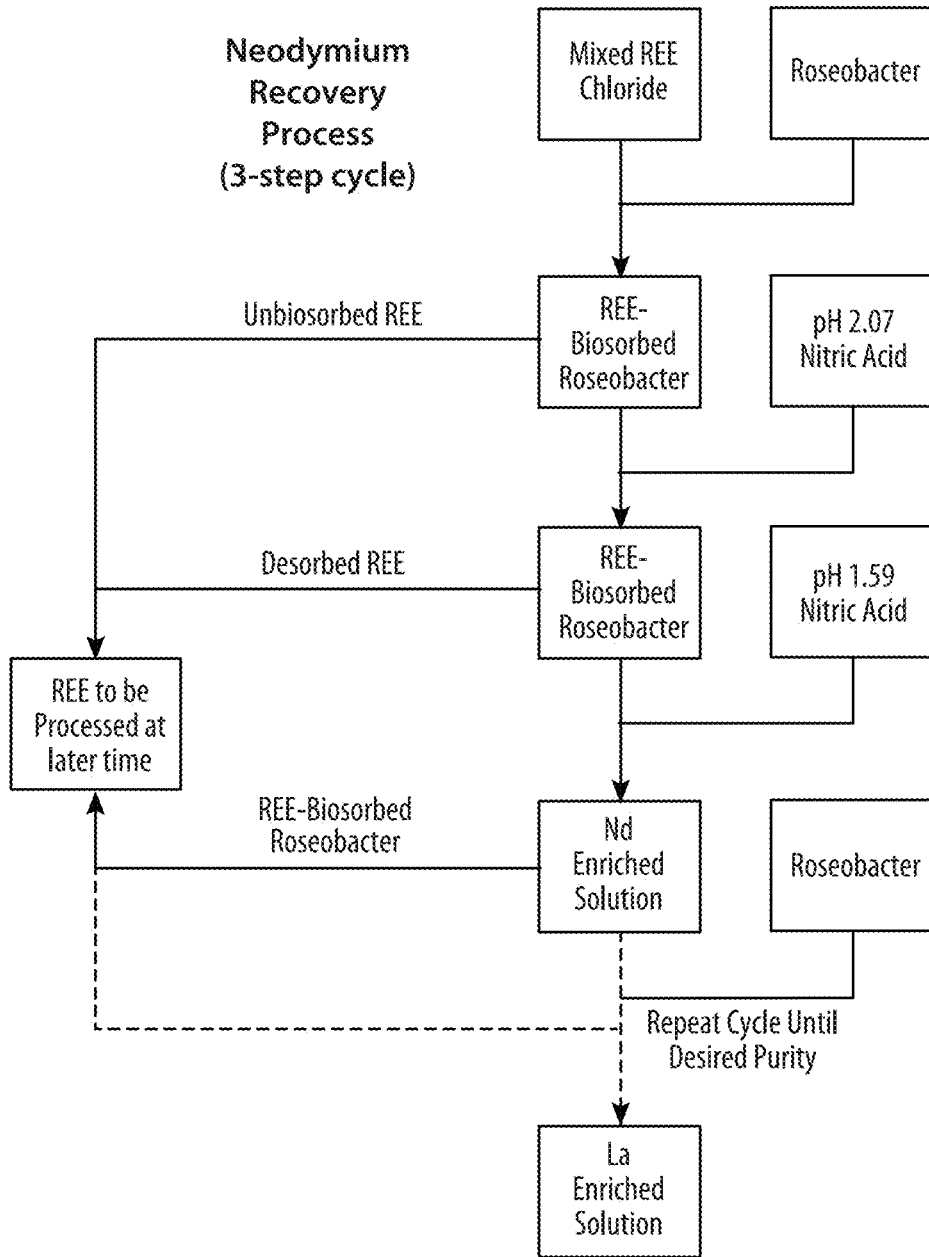 Neodymium
Recovery
Process
(3-step cycle)
Mixed REE
Chloride
Roseobacter
Unbiosorbed REE
REE-
Biosorbed
Roseobacter
pH 2.07
Nitric Acid
Desorbed REE
REE-
Biosorbed
Roseobacter
pH 1.59
Nitric Acid
REE to be
Processed at
later time
REE-Biosorbed
Roseobacter
Nd
Enriched
Solution
Roseobacter
Repeat Cycle Until
Desired Purity
La
Enriched
Solution